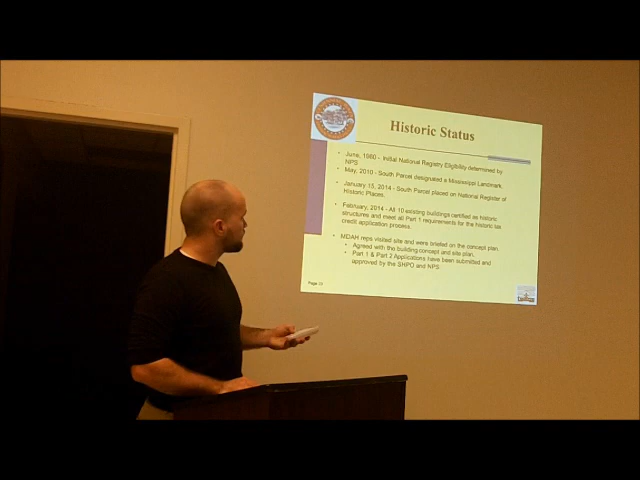 Historic Status
• June, 1980 - Initial National Registry Eligibility determined by
NPS
• May, 2010 - South Parcel designated a Mississippi Landmark.
• January 15, 2014 - South Parcel placed on National Register of
Historic Places.
• February, 2014 - All 10 existing buildings certified as historic
structures and meet all Part 1 requirements for the historic tax
credit application process.
• MDAH reps visited site and were briefed on the concept plan.
• Agreed with the building concept and site plan.
• Part 1 & Part 2 Applications have been submitted and
approved by the SHPO and NPS.
Page